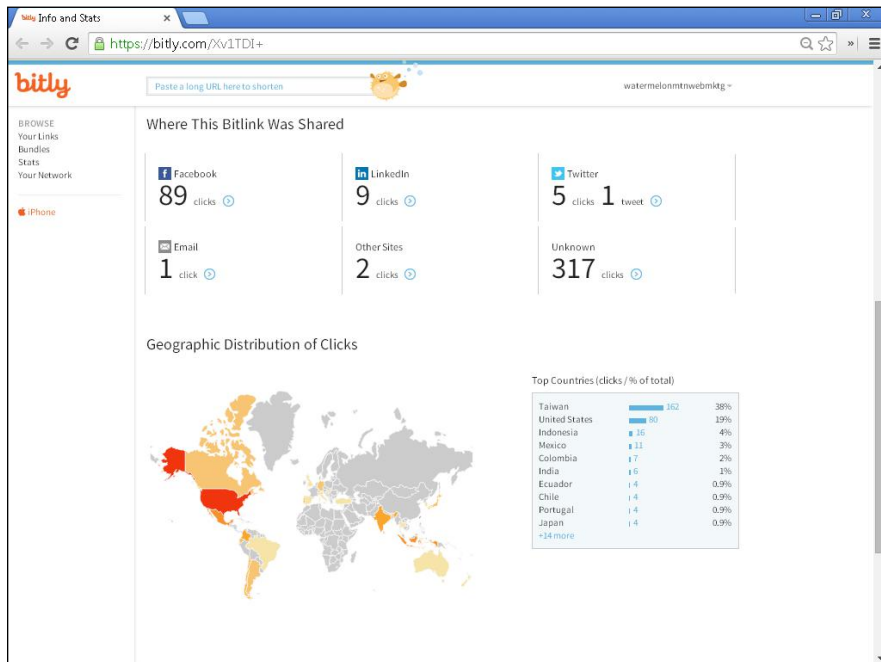 bitly Info and Stats
https://bitly.com/Xv1TDI+
bitly
Paste a long URL here to shorten
watermelonmtnwebmktg
BROWSE
Your Links
Bundles
Stats
Your Network
iPhone
Where This Bitlink Was Shared
Facebook
89 clicks
LinkedIn
9 clicks
Twitter
5 clicks 1 tweet
Email
1 click
Other Sites
2 clicks
Unknown
317 clicks
Geographic Distribution of Clicks
Top Countries (clicks / % of total)
Taiwan 162 38%
United States 80 19%
Indonesia 16 4%
Mexico 11 3%
Colombia 7 2%
India 6 1%
Ecuador 4 0.9%
Chile 4 0.9%
Portugal 4 0.9%
Japan 4 0.9%
+14 more